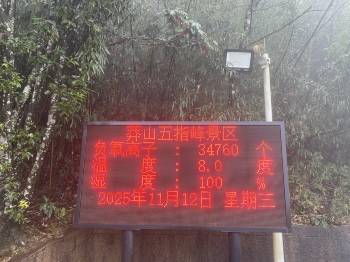 莽山五指峰景区
负氧离子 : 34760 个
温 度 : 8.0 度
湿 度 : 100 %
2025年11月12日 星期三